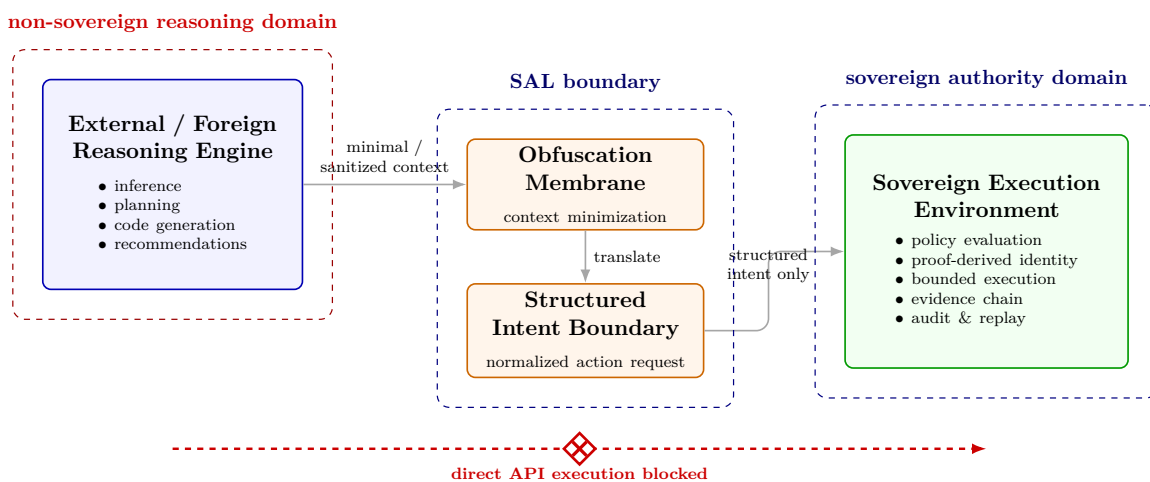 non-sovereign reasoning domain
External / Foreign
Reasoning Engine
• inference
• planning
• code generation
• recommendations
minimal /
sanitized context
SAL boundary
Obfuscation
Membrane
context minimization
translate
Structured
Intent Boundary
normalized action request
structured
intent only
sovereign authority domain
Sovereign Execution
Environment
• policy evaluation
• proof-derived identity
• bounded execution
• evidence chain
• audit & replay
direct API execution blocked